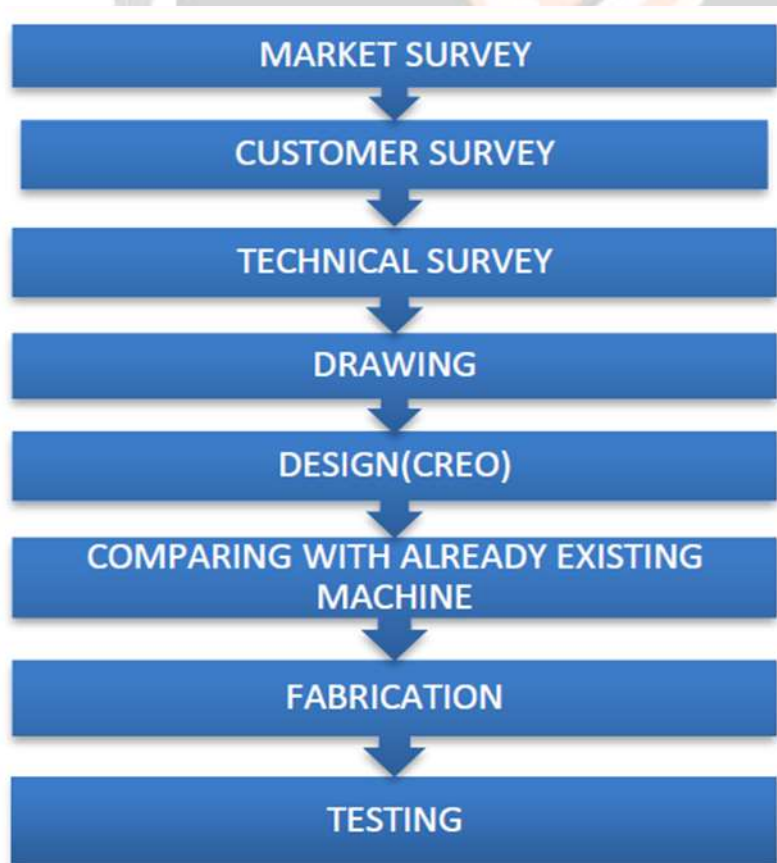 MARKET SURVEY
CUSTOMER SURVEY
TECHNICAL SURVEY
DRAWING
DESIGN(CREO)
COMPARING WITH ALREADY EXISTING
MACHINE
FABRICATION
TESTING